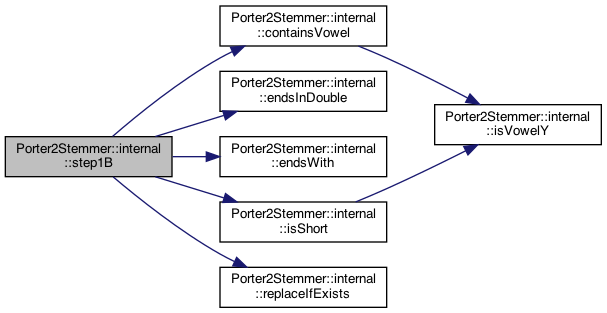 Porter2Stemmer::internal
::step1B
Porter2Stemmer::internal
::containsVowel
Porter2Stemmer::internal
::endsInDouble
Porter2Stemmer::internal
::endsWith
Porter2Stemmer::internal
::isShort
Porter2Stemmer::internal
::replaceIfExists
Porter2Stemmer::internal
::isVowelY